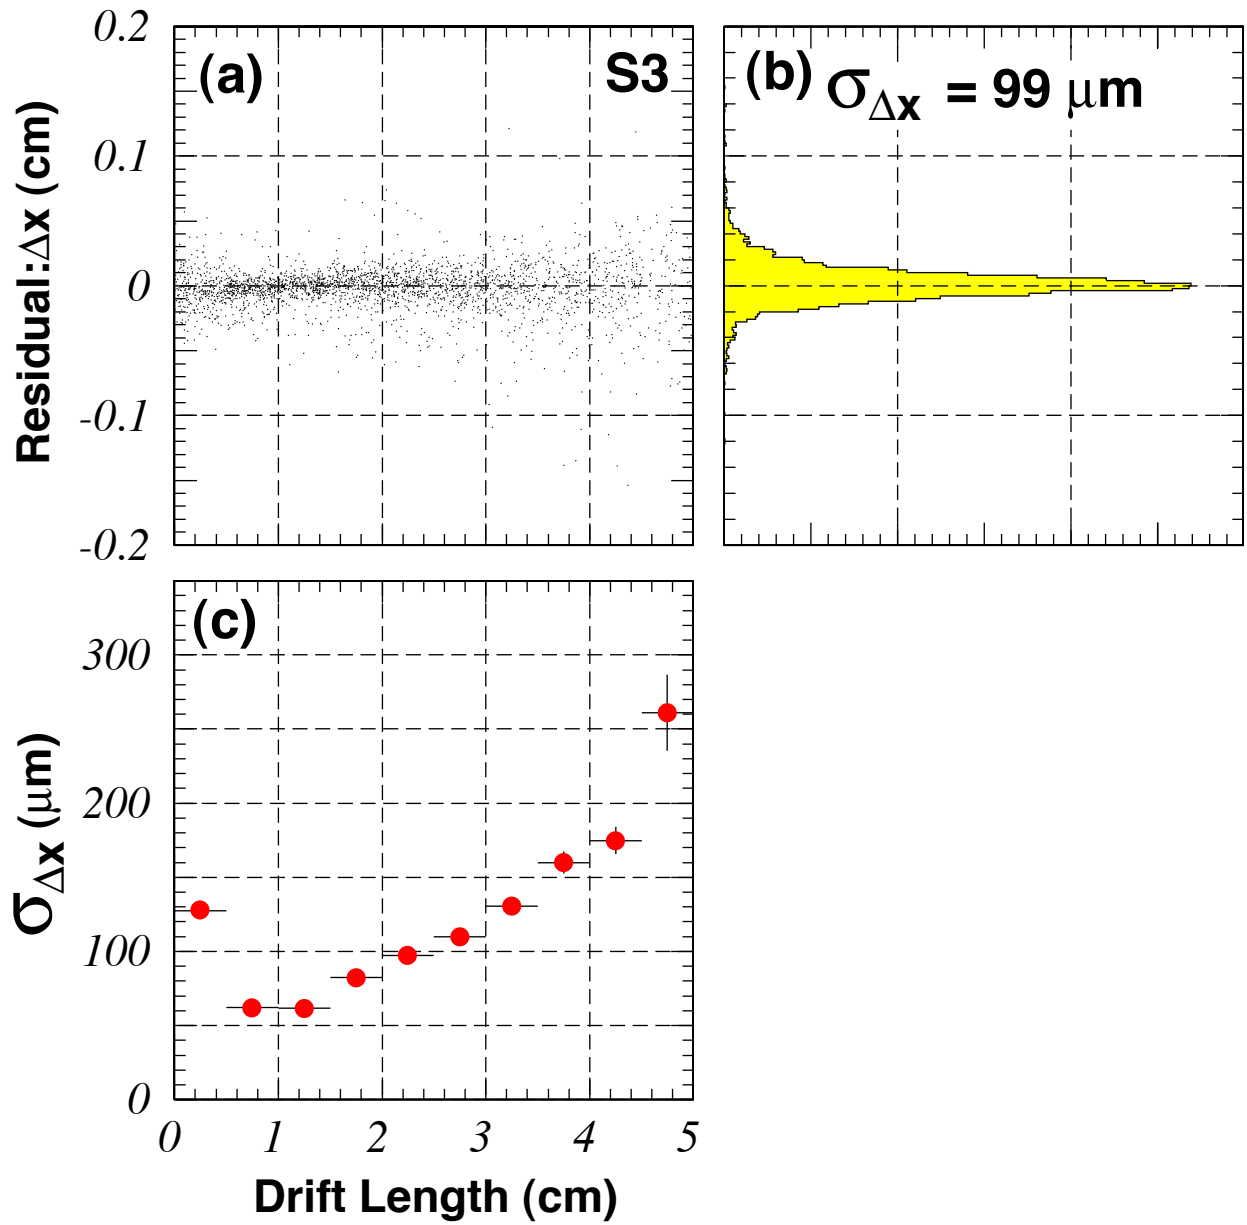 (a) S3
0.2
0.1
0
-0.1
-0.2
Residual:Δx (cm)
(b) σΔx = 99 μm
(c)
300
200
100
0
σΔx (μm)
0 1 2 3 4 5
Drift Length (cm)